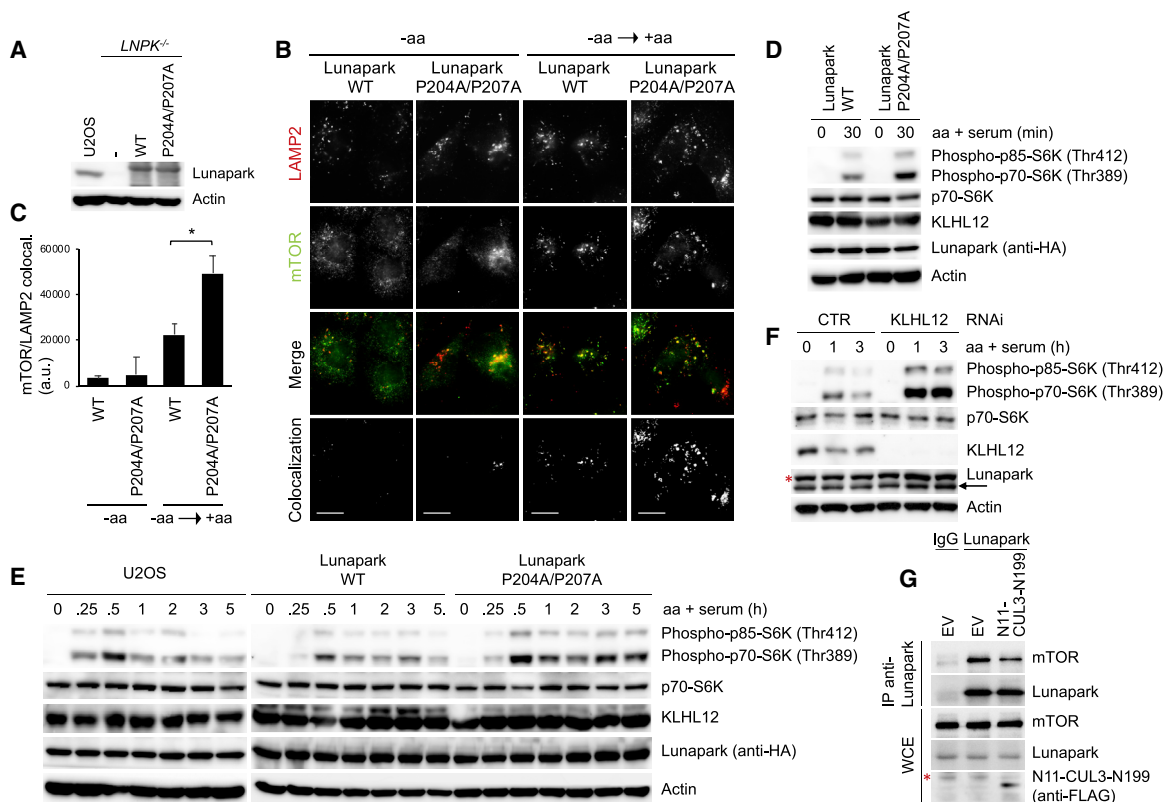 A
LNPK-/-
U2OS
-
WT
P204A/P207A
Lunapark
Actin
B
-aa
-aa → +aa
Lunapark WT
Lunapark P204A/P207A
Lunapark WT
Lunapark P204A/P207A
LAMP2
mTOR
Merge
Colocalization
C
mTOR/LAMP2 colocal. (a.u.)
60000
40000
20000
0
*
WT
P204A/P207A
WT
P204A/P207A
-aa
-aa → +aa
D
Lunapark WT
Lunapark P204A/P207A
0 30 0 30 aa + serum (min)
Phospho-p85-S6K (Thr412)
Phospho-p70-S6K (Thr389)
p70-S6K
KLHL12
Lunapark (anti-HA)
Actin
E
U2OS
Lunapark WT
Lunapark P204A/P207A
0 .25 .5 1 2 3 5 0 .25 .5 1 2 3 5. 0 .25 .5 1 2 3 5 aa + serum (h)
Phospho-p85-S6K (Thr412)
Phospho-p70-S6K (Thr389)
p70-S6K
KLHL12
Lunapark (anti-HA)
Actin
F
CTR KLHL12 RNAi
0 1 3 0 1 3 aa + serum (h)
Phospho-p85-S6K (Thr412)
Phospho-p70-S6K (Thr389)
p70-S6K
KLHL12
* Lunapark
Actin
G
IgG Lunapark
EV
EV
N11-CUL3-N199
IP anti-Lunapark
mTOR
Lunapark
WCE
mTOR
Lunapark
* N11-CUL3-N199
(anti-FLAG)